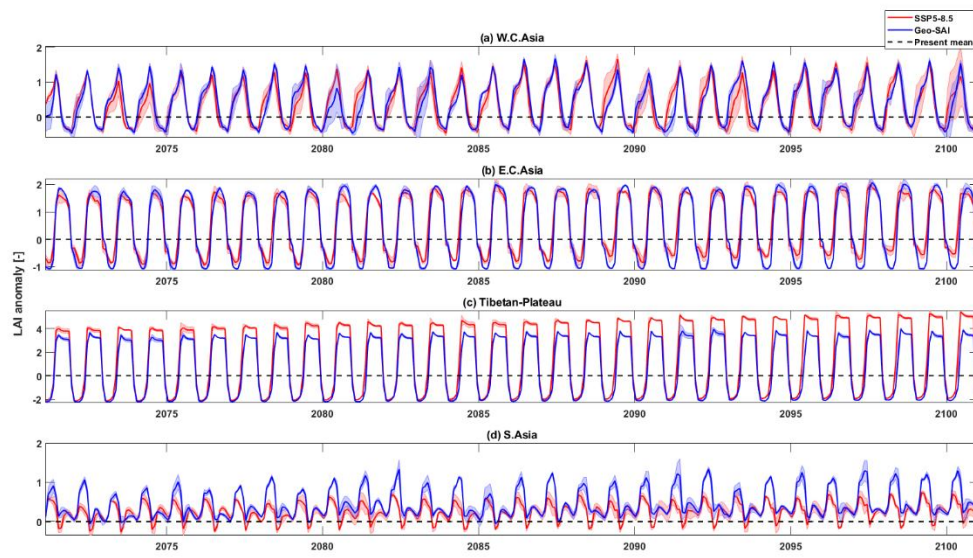 SSP5-8.5
Geo-SAI
Present mean
(a) W.C.Asia
2
1
0
2075 2080 2085 2090 2095 2100
(b) E.C.Asia
2
1
0
-1
2075 2080 2085 2090 2095 2100
LAI anomaly [-]
(c) Tibetan-Plateau
4
2
0
-2
2075 2080 2085 2090 2095 2100
(d) S.Asia
2
1
0
2075 2080 2085 2090 2095 2100